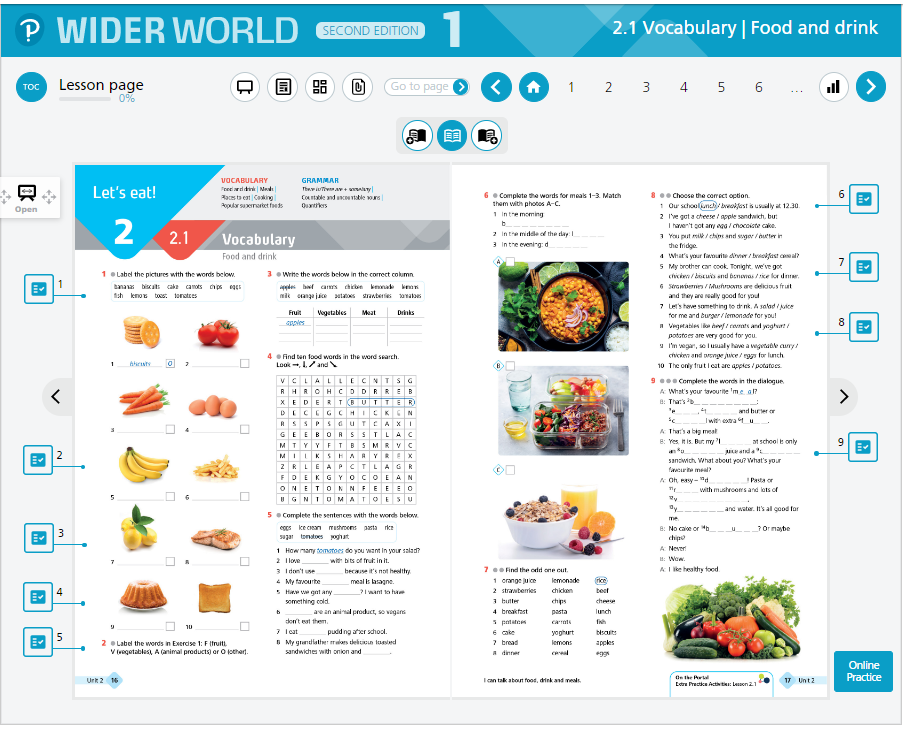 WIDER WORLD SECOND EDITION 1
2.1 Vocabulary | Food and drink
TOC
Lesson page
0%
Go to page
1 2 3 4 5 6 ...
Open
Let's eat!
2
VOCABULARY
Food and drink | Meals |
Places to eat | Cooking |
Popular supermarket foods
GRAMMAR
There is/There are + some/any |
Countable and uncountable nouns |
Quantifiers
2.1 Vocabulary
Food and drink
1 Label the pictures with the words below.
bananas biscuits cake carrots chips eggs
fish lemons toast tomatoes
1 biscuits O 2
3 4
5 6
7 8
9 10
2 Label the words in Exercise 1: F (fruit),
V (vegetables), A (animal products) or O (other).
Unit 2 16
3 Write the words below in the correct column.
apples beef carrots chicken lemonade lemons
milk orange juice potatoes strawberries tomatoes
Fruit Vegetables Meat Drinks
apples
4 Find ten food words in the word search.
Look →, ↓, ↗ and ↘.
V C L A L L E C N T S G
R H R O H C D D R R E B
X E D E R T B U T T E R
D E C E G C H I C K E N
R S S P S G U T C A X I
G E E B O R S S T L A C
M T Y Y F T B S M R V C
M I L K S H A R Y R F X
Z R L E A P C T L A G R
F D E K G Y O C O E A N
O N E T O N N F E E E O
B G N T O M A T O E S U
5 Complete the sentences with the words below.
eggs ice cream mushrooms pasta rice
sugar tomatoes yoghurt
1 How many tomatoes do you want in your salad?
2 I love ________ with bits of fruit in it.
3 I don't use ________ because it's not healthy.
4 My favourite ________ meal is lasagne.
5 Have we got any ________? I want to have
something cold.
6 ________ are an animal product, so vegans
don't eat them.
7 I eat ________ pudding after school.
8 My grandfather makes delicious toasted
sandwiches with onion and ________.
6 Complete the words for meals 1–3. Match
them with photos A–C.
1 In the morning:
b________
2 In the middle of the day: l________
3 In the evening: d________
A
B
C
7 Find the odd one out.
1 orange juice lemonade rice
2 strawberries chicken beef
3 butter chips cheese
4 breakfast pasta lunch
5 potatoes carrots fish
6 cake yoghurt biscuits
7 bread lemons apples
8 dinner cereal eggs
I can talk about food, drink and meals.
8 Choose the correct option.
1 Our school lunch / breakfast is usually at 12.30.
2 I've got a cheese / apple sandwich, but
I haven't got any egg / chocolate cake.
3 You put milk / chips and sugar / butter in
the fridge.
4 What's your favourite dinner / breakfast cereal?
5 My brother can cook. Tonight, we've got
chicken / biscuits and bananas / rice for dinner.
6 Strawberries / Mushrooms are delicious fruit
and they are really good for you!
7 Let's have something to drink. A salad / juice
for me and burger / lemonade for you!
8 Vegetables like beef / carrots and yoghurt /
potatoes are very good for you.
9 I'm vegan, so I usually have a vegetable curry /
chicken and orange juice / eggs for lunch.
10 The only fruit I eat are apples / potatoes.
9 Complete the words in the dialogue.
A: What's your favourite 1m e a l?
B: That's 2b________:
3e________, 4t________ and butter or
5c________ l with extra 6f__u____.
A: That's a big meal!
B: Yes, it is. But my 7l________ at school is only
an 8o________ juice and a 9c________
sandwich. What about you? What's your
favourite meal?
A: Oh, easy – 10d________! Pasta or
11r____ with mushrooms and lots of
12v________,
13y________ and water. It's all good for
me.
B: No cake or 14b____u____? Or maybe
chips?
A: Never!
B: Wow.
A: I like healthy food.
On the Portal
Extra Practice Activities: Lesson 2.1
17 Unit 2
1
2
3
4
5
6
7
8
9
Online
Practice